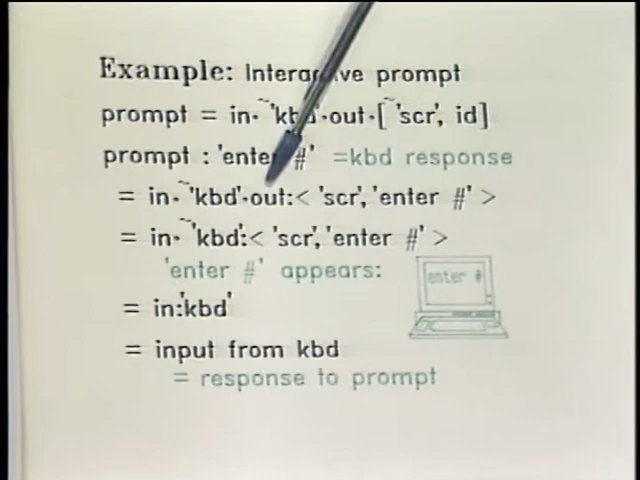 Example: Interactive prompt
prompt = in·~'kbd'·out·[~'scr', id]
prompt : 'enter #' =kbd response
= in·~'kbd'·out:< 'scr', 'enter #' >
= in·~'kbd':< 'scr', 'enter #' >
'enter #' appears:
enter #
= in:'kbd'
= input from kbd
= response to prompt